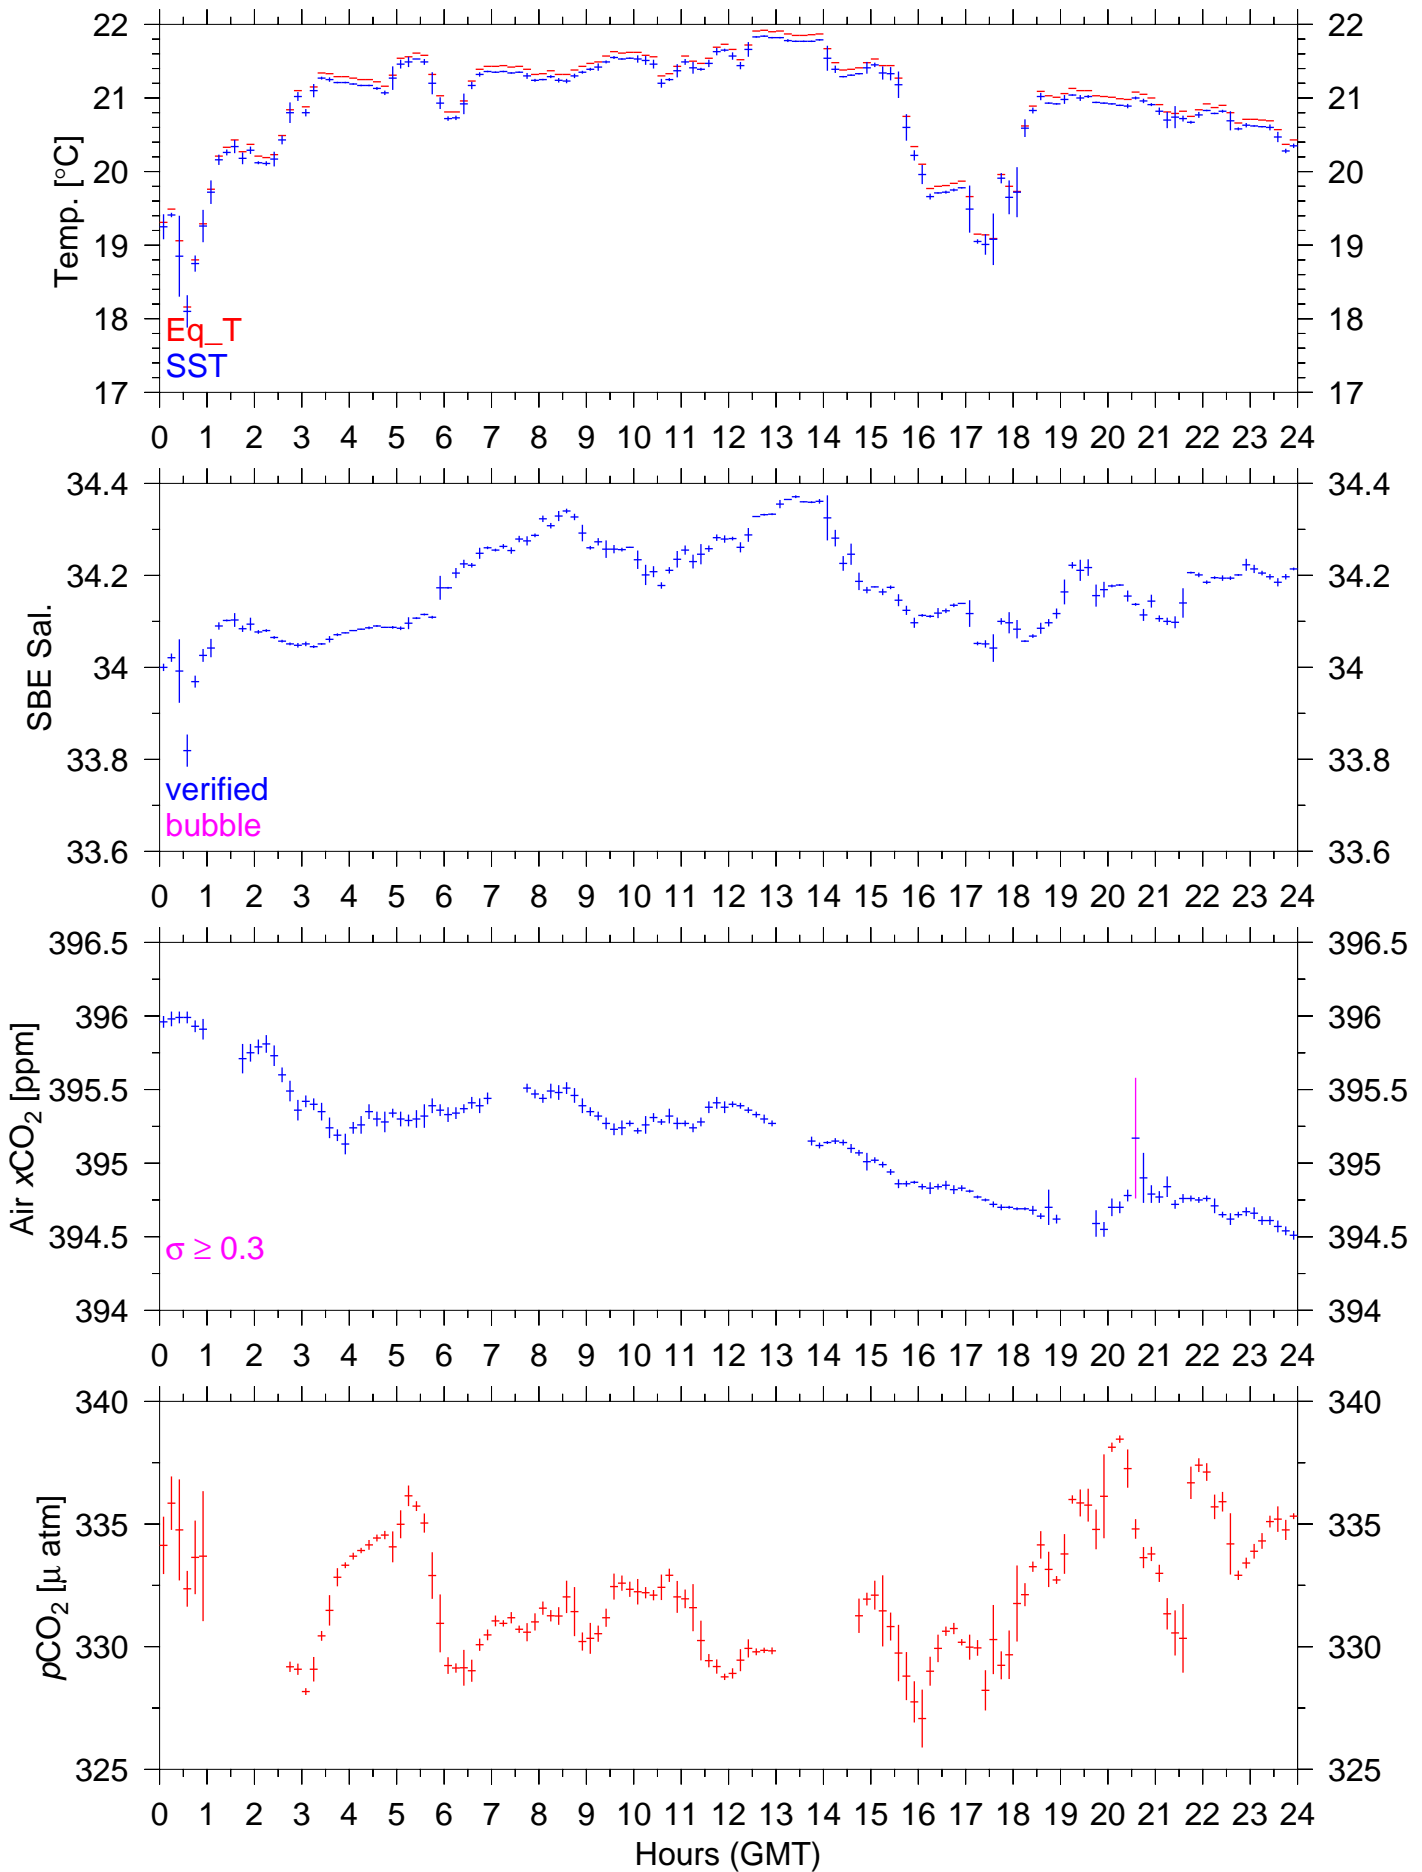 22 22
21 21
20 20
19 19
18 18
17 17
Temp. [°C]
Eq_T
SST
0 1 2 3 4 5 6 7 8 9 10 11 12 13 14 15 16 17 18 19 20 21 22 23 24
34.4 34.4
34.2 34.2
34 34
33.8 33.8
33.6 33.6
SBE Sal.
verified
bubble
0 1 2 3 4 5 6 7 8 9 10 11 12 13 14 15 16 17 18 19 20 21 22 23 24
396.5 396.5
396 396
395.5 395.5
395 395
394.5 394.5
394 394
Air xCO₂ [ppm]
σ ≥ 0.3
0 1 2 3 4 5 6 7 8 9 10 11 12 13 14 15 16 17 18 19 20 21 22 23 24
340 340
335 335
330 330
325 325
pCO₂ [μ atm]
0 1 2 3 4 5 6 7 8 9 10 11 12 13 14 15 16 17 18 19 20 21 22 23 24
Hours (GMT)